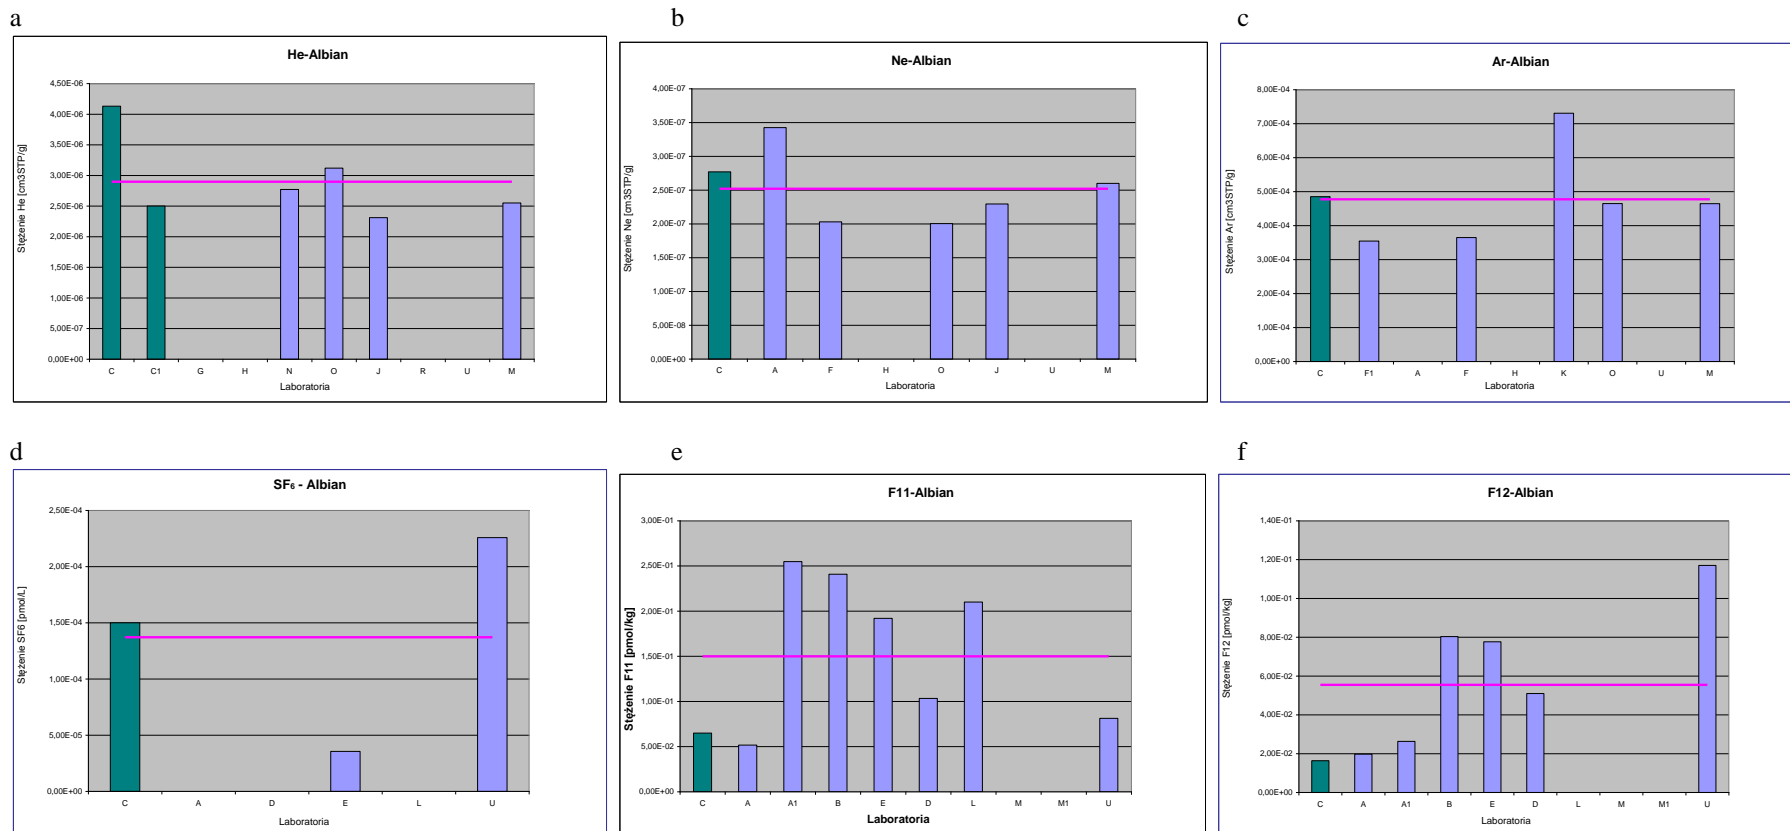 a
He-Albian
4,50E-06
4,00E-06
3,50E-06
3,00E-06
2,50E-06
2,00E-06
1,50E-06
1,00E-06
5,00E-07
0,00E+00
Stężenie He [cm3STP/g]
C C1 G H N O J R U M
Laboratoria
b
Ne-Albian
4,00E-07
3,50E-07
3,00E-07
2,50E-07
2,00E-07
1,50E-07
1,00E-07
5,00E-08
0,00E+00
Stężenie Ne [cm3STP/g]
C A F H O J U M
Laboratoria
c
Ar-Albian
8,00E-04
7,00E-04
6,00E-04
5,00E-04
4,00E-04
3,00E-04
2,00E-04
1,00E-04
0,00E+00
Stężenie Ar [cm3STP/g]
C F1 A F H K O U M
Laboratoria
d
SF₆ - Albian
2,50E-04
2,00E-04
1,50E-04
1,00E-04
5,00E-05
0,00E+00
Stężenie SF6 [pmol/L]
C A D E L U
Laboratoria
e
F11-Albian
3,00E-01
2,50E-01
2,00E-01
1,50E-01
1,00E-01
5,00E-02
0,00E+00
Stężenie F11 [pmol/kg]
C A A1 B E D L M M1 U
Laboratoria
f
F12-Albian
1,40E-01
1,20E-01
1,00E-01
8,00E-02
6,00E-02
4,00E-02
2,00E-02
0,00E+00
Stężenie F12 [pmol/kg]
C A A1 B E D L M M1 U
Laboratoria